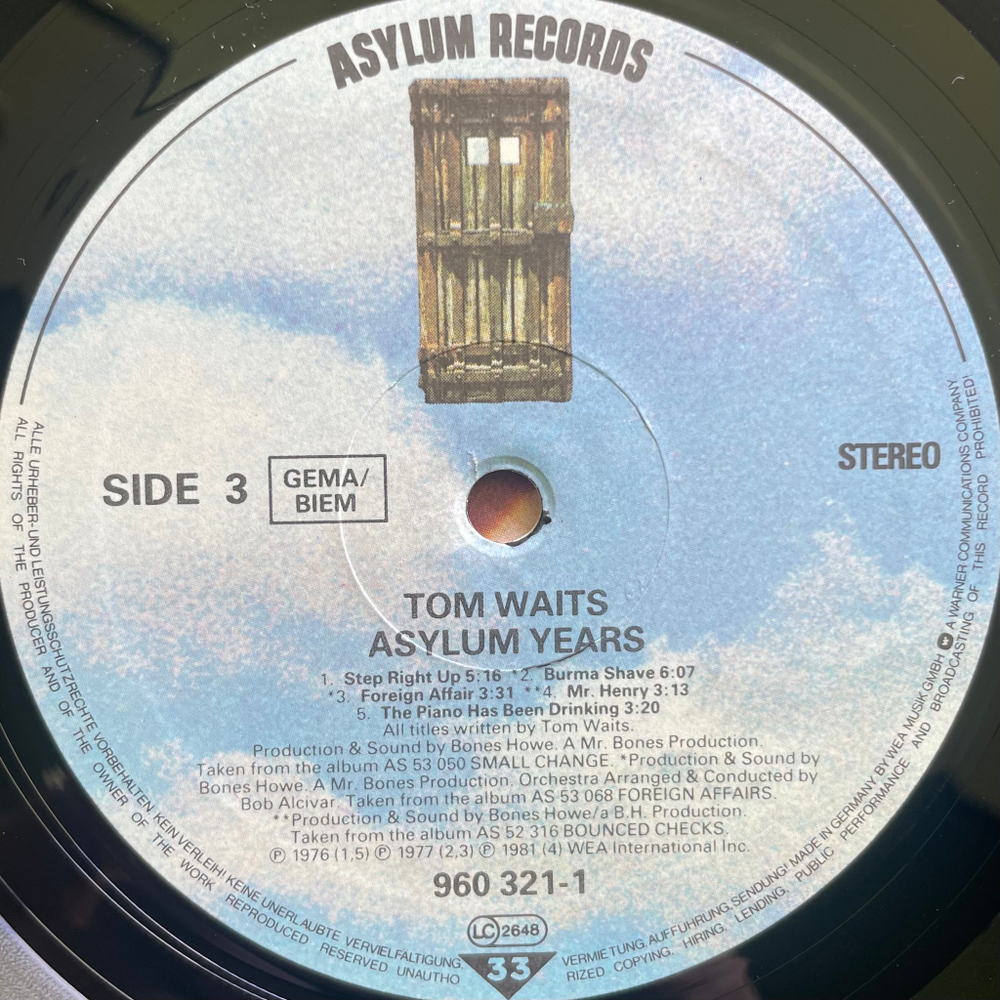 ASYLUM RECORDS
SIDE 3
GEMA/
BIEM
STEREO
TOM WAITS
ASYLUM YEARS
1. Step Right Up 5:16 *2. Burma Shave 6:07
*3. Foreign Affair 3:31 **4. Mr. Henry 3:13
5. The Piano Has Been Drinking 3:20
All titles written by Tom Waits.
Production & Sound by Bones Howe. A Mr. Bones Production.
Taken from the album AS 53 050 SMALL CHANGE. *Production & Sound by
Bones Howe. A Mr. Bones Production. Orchestra Arranged & Conducted by
Bob Alcivar. Taken from the album AS 53 068 FOREIGN AFFAIRS.
**Production & Sound by Bones Howe/a B.H. Production.
Taken from the album AS 52 316 BOUNCED CHECKS.
Ⓟ 1976 (1,5) Ⓟ 1977 (2,3) Ⓟ 1981 (4) WEA International Inc.
960 321-1
LC 2648
33
ALLE URHEBER-UND LEISTUNGSSCHUTZRECHTE VORBEHALTEN. KEIN VERLEIH! KEINE UNERLAUBTE VERVIELFÄLTIGUNG, VERMIETUNG, AUFFÜHRUNG, SENDUNG! MADE IN GERMANY BY WEA MUSIK GMBH A WARNER COMMUNICATIONS COMPANY
ALL RIGHTS OF THE PRODUCER AND OF THE OWNER OF THE WORK REPRODUCED RESERVED UNAUTHORIZED COPYING, HIRING, LENDING, PUBLIC PERFORMANCE AND BROADCASTING OF THIS RECORD PROHIBITED!